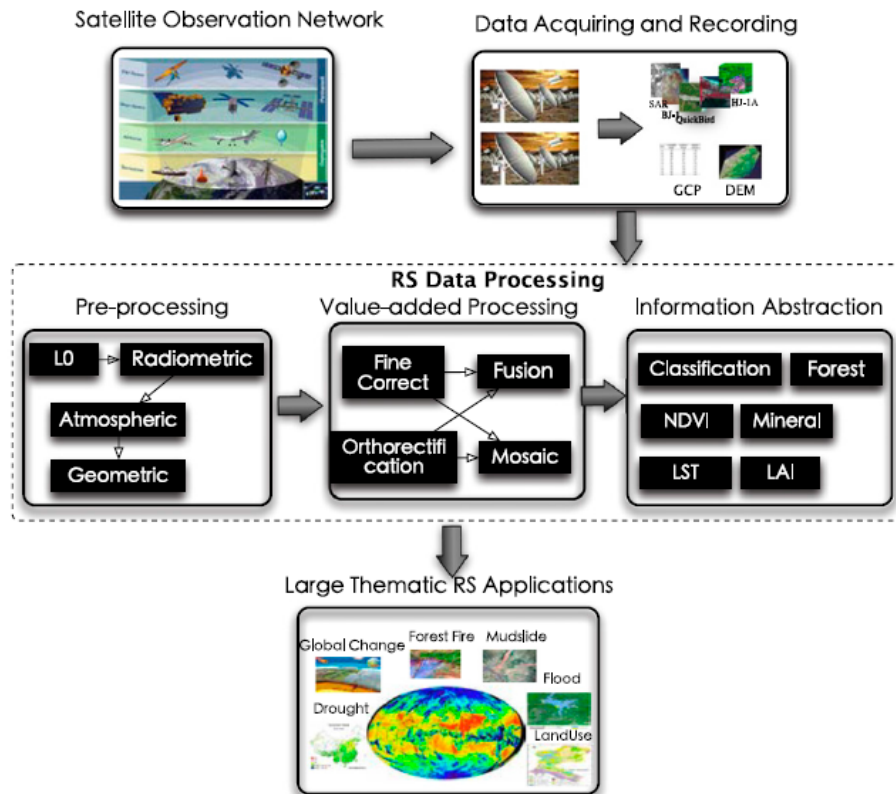 Satellite Observation Network
Data Acquiring and Recording
SAR
BJ-1
QuickBird
HJ-1A
GCP
DEM
RS Data Processing
Pre-processing
Value-added Processing
Information Abstraction
L0
Radiometric
Atmospheric
Geometric
Fine
Correct
Fusion
Orthorectifi
cation
Mosaic
Classification
Forest
NDVI
Mineral
LST
LAI
Large Thematic RS Applications
Global Change
Forest Fire
Mudslide
Flood
Drought
LandUse